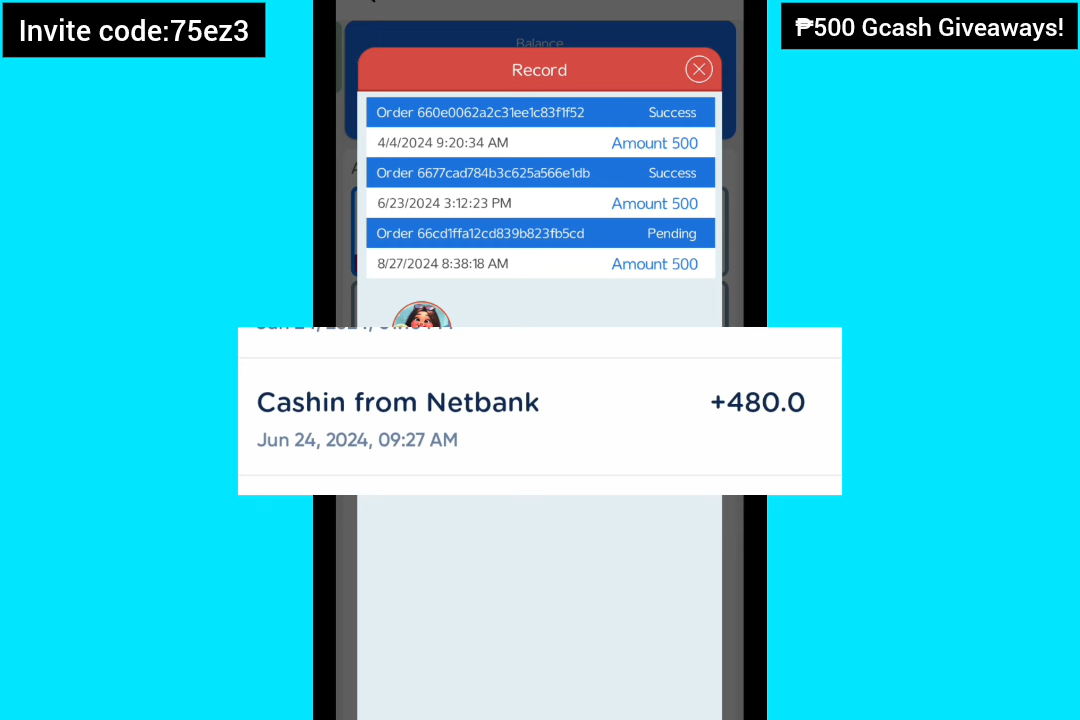 Invite code:75ez3
₱500 Gcash Giveaways!
Balance
Record
Order 660e0062a2c31ee1c83f1f52 Success
4/4/2024 9:20:34 AM Amount 500
Order 6677cad784b3c625a566e1db Success
6/23/2024 3:12:23 PM Amount 500
Order 66cd1ffa12cd839b823fb5cd Pending
8/27/2024 8:38:18 AM Amount 500
Cashin from Netbank +480.0
Jun 24, 2024, 09:27 AM